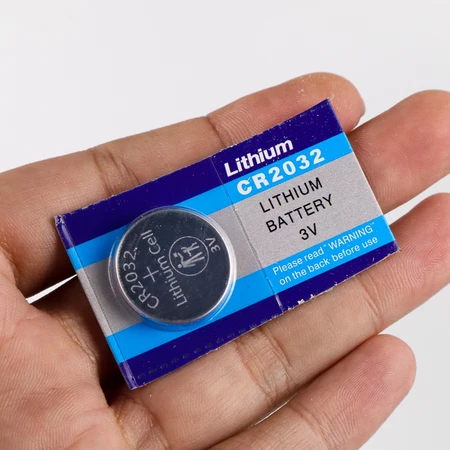 Lithium
CR2032
LITHIUM
BATTERY
3V
Please read "WARNING"
on the back before use
CR2032
+
Lithium Cell
3V